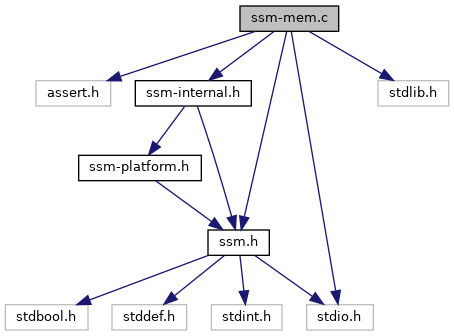 ssm-mem.c
assert.h
ssm-internal.h
stdlib.h
ssm-platform.h
ssm.h
stdbool.h
stddef.h
stdint.h
stdio.h